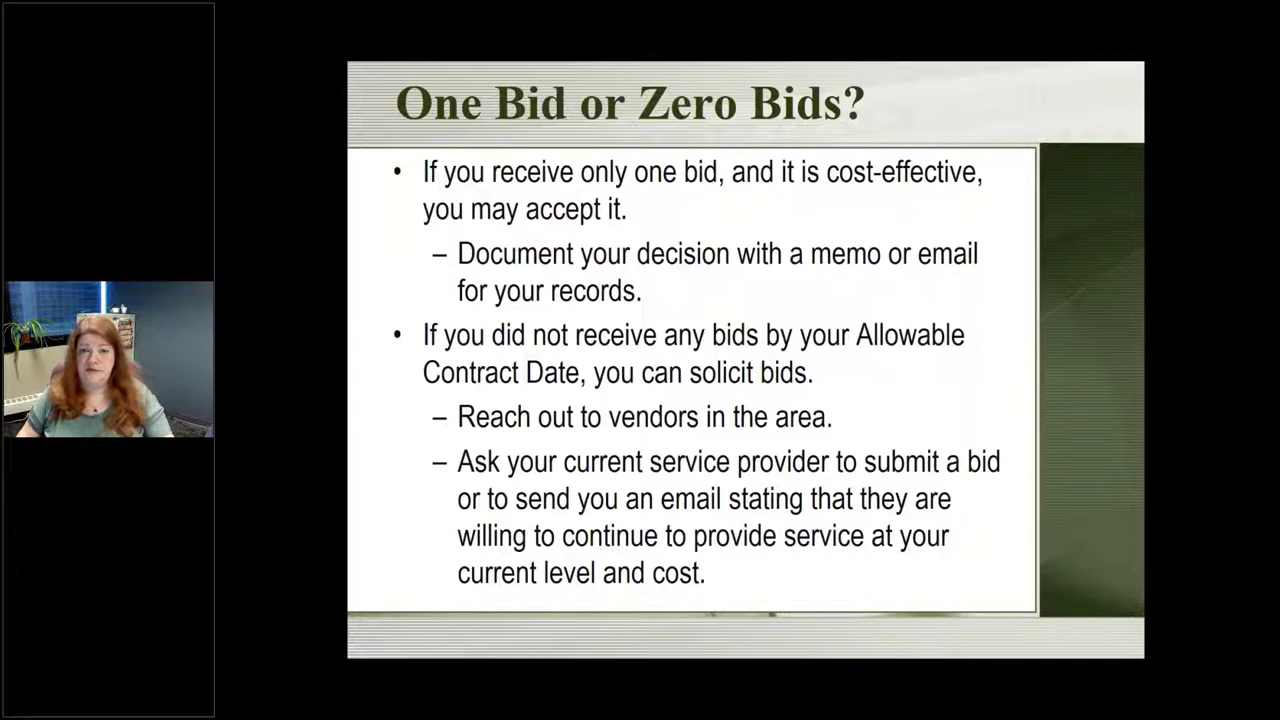 One Bid or Zero Bids?
• If you receive only one bid, and it is cost-effective,
you may accept it.
– Document your decision with a memo or email
for your records.
• If you did not receive any bids by your Allowable
Contract Date, you can solicit bids.
– Reach out to vendors in the area.
– Ask your current service provider to submit a bid
or to send you an email stating that they are
willing to continue to provide service at your
current level and cost.